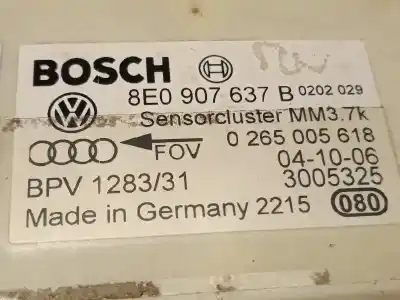 BOSCH
8E0 907 637 B 0202 029
Sensorcluster MM3.7k
FOV 0 265 005 618
04-10-06
BPV 1283/31 3005325
Made in Germany 2215 080